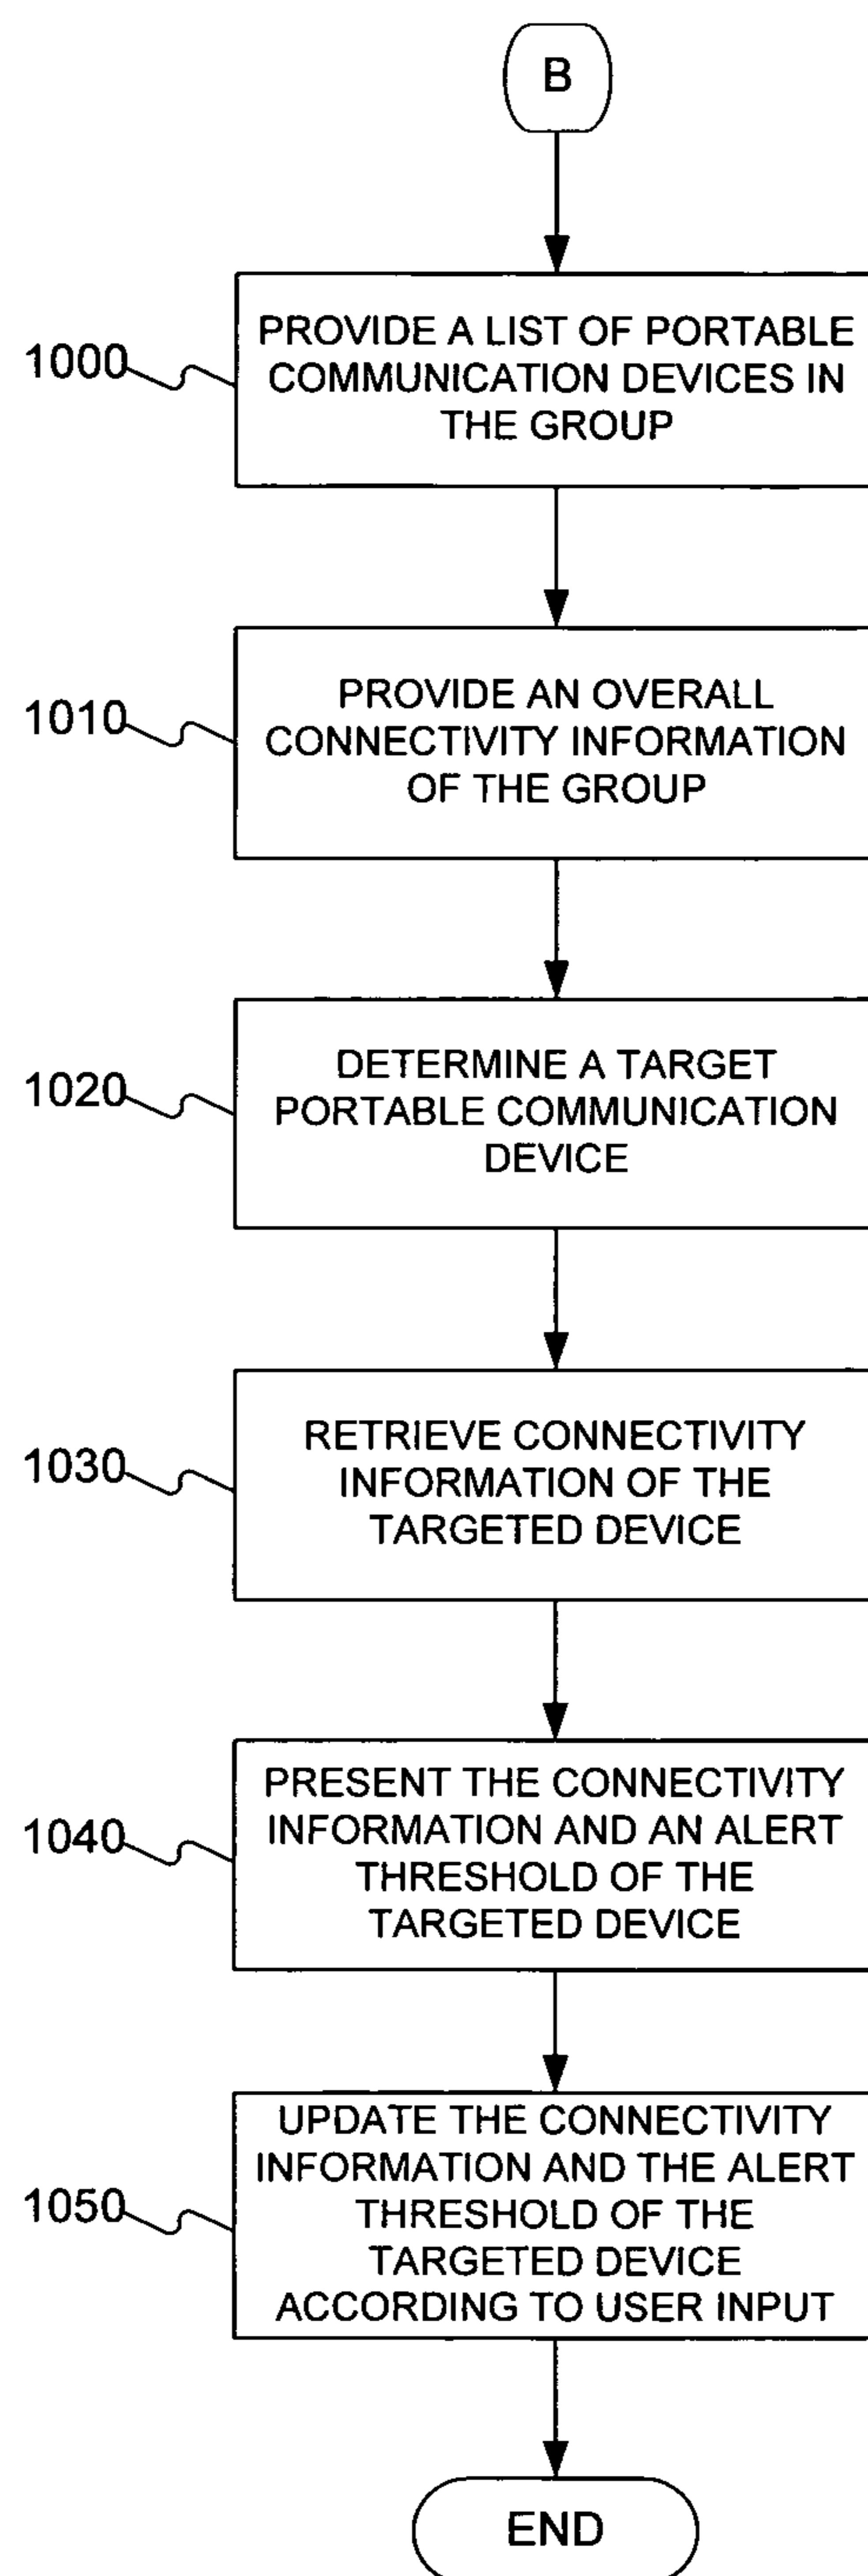 B
1000
PROVIDE A LIST OF PORTABLE
COMMUNICATION DEVICES IN
THE GROUP
1010
PROVIDE AN OVERALL
CONNECTIVITY INFORMATION
OF THE GROUP
1020
DETERMINE A TARGET
PORTABLE COMMUNICATION
DEVICE
1030
RETRIEVE CONNECTIVITY
INFORMATION OF THE
TARGETED DEVICE
1040
PRESENT THE CONNECTIVITY
INFORMATION AND AN ALERT
THRESHOLD OF THE
TARGETED DEVICE
1050
UPDATE THE CONNECTIVITY
INFORMATION AND THE ALERT
THRESHOLD OF THE
TARGETED DEVICE
ACCORDING TO USER INPUT
END